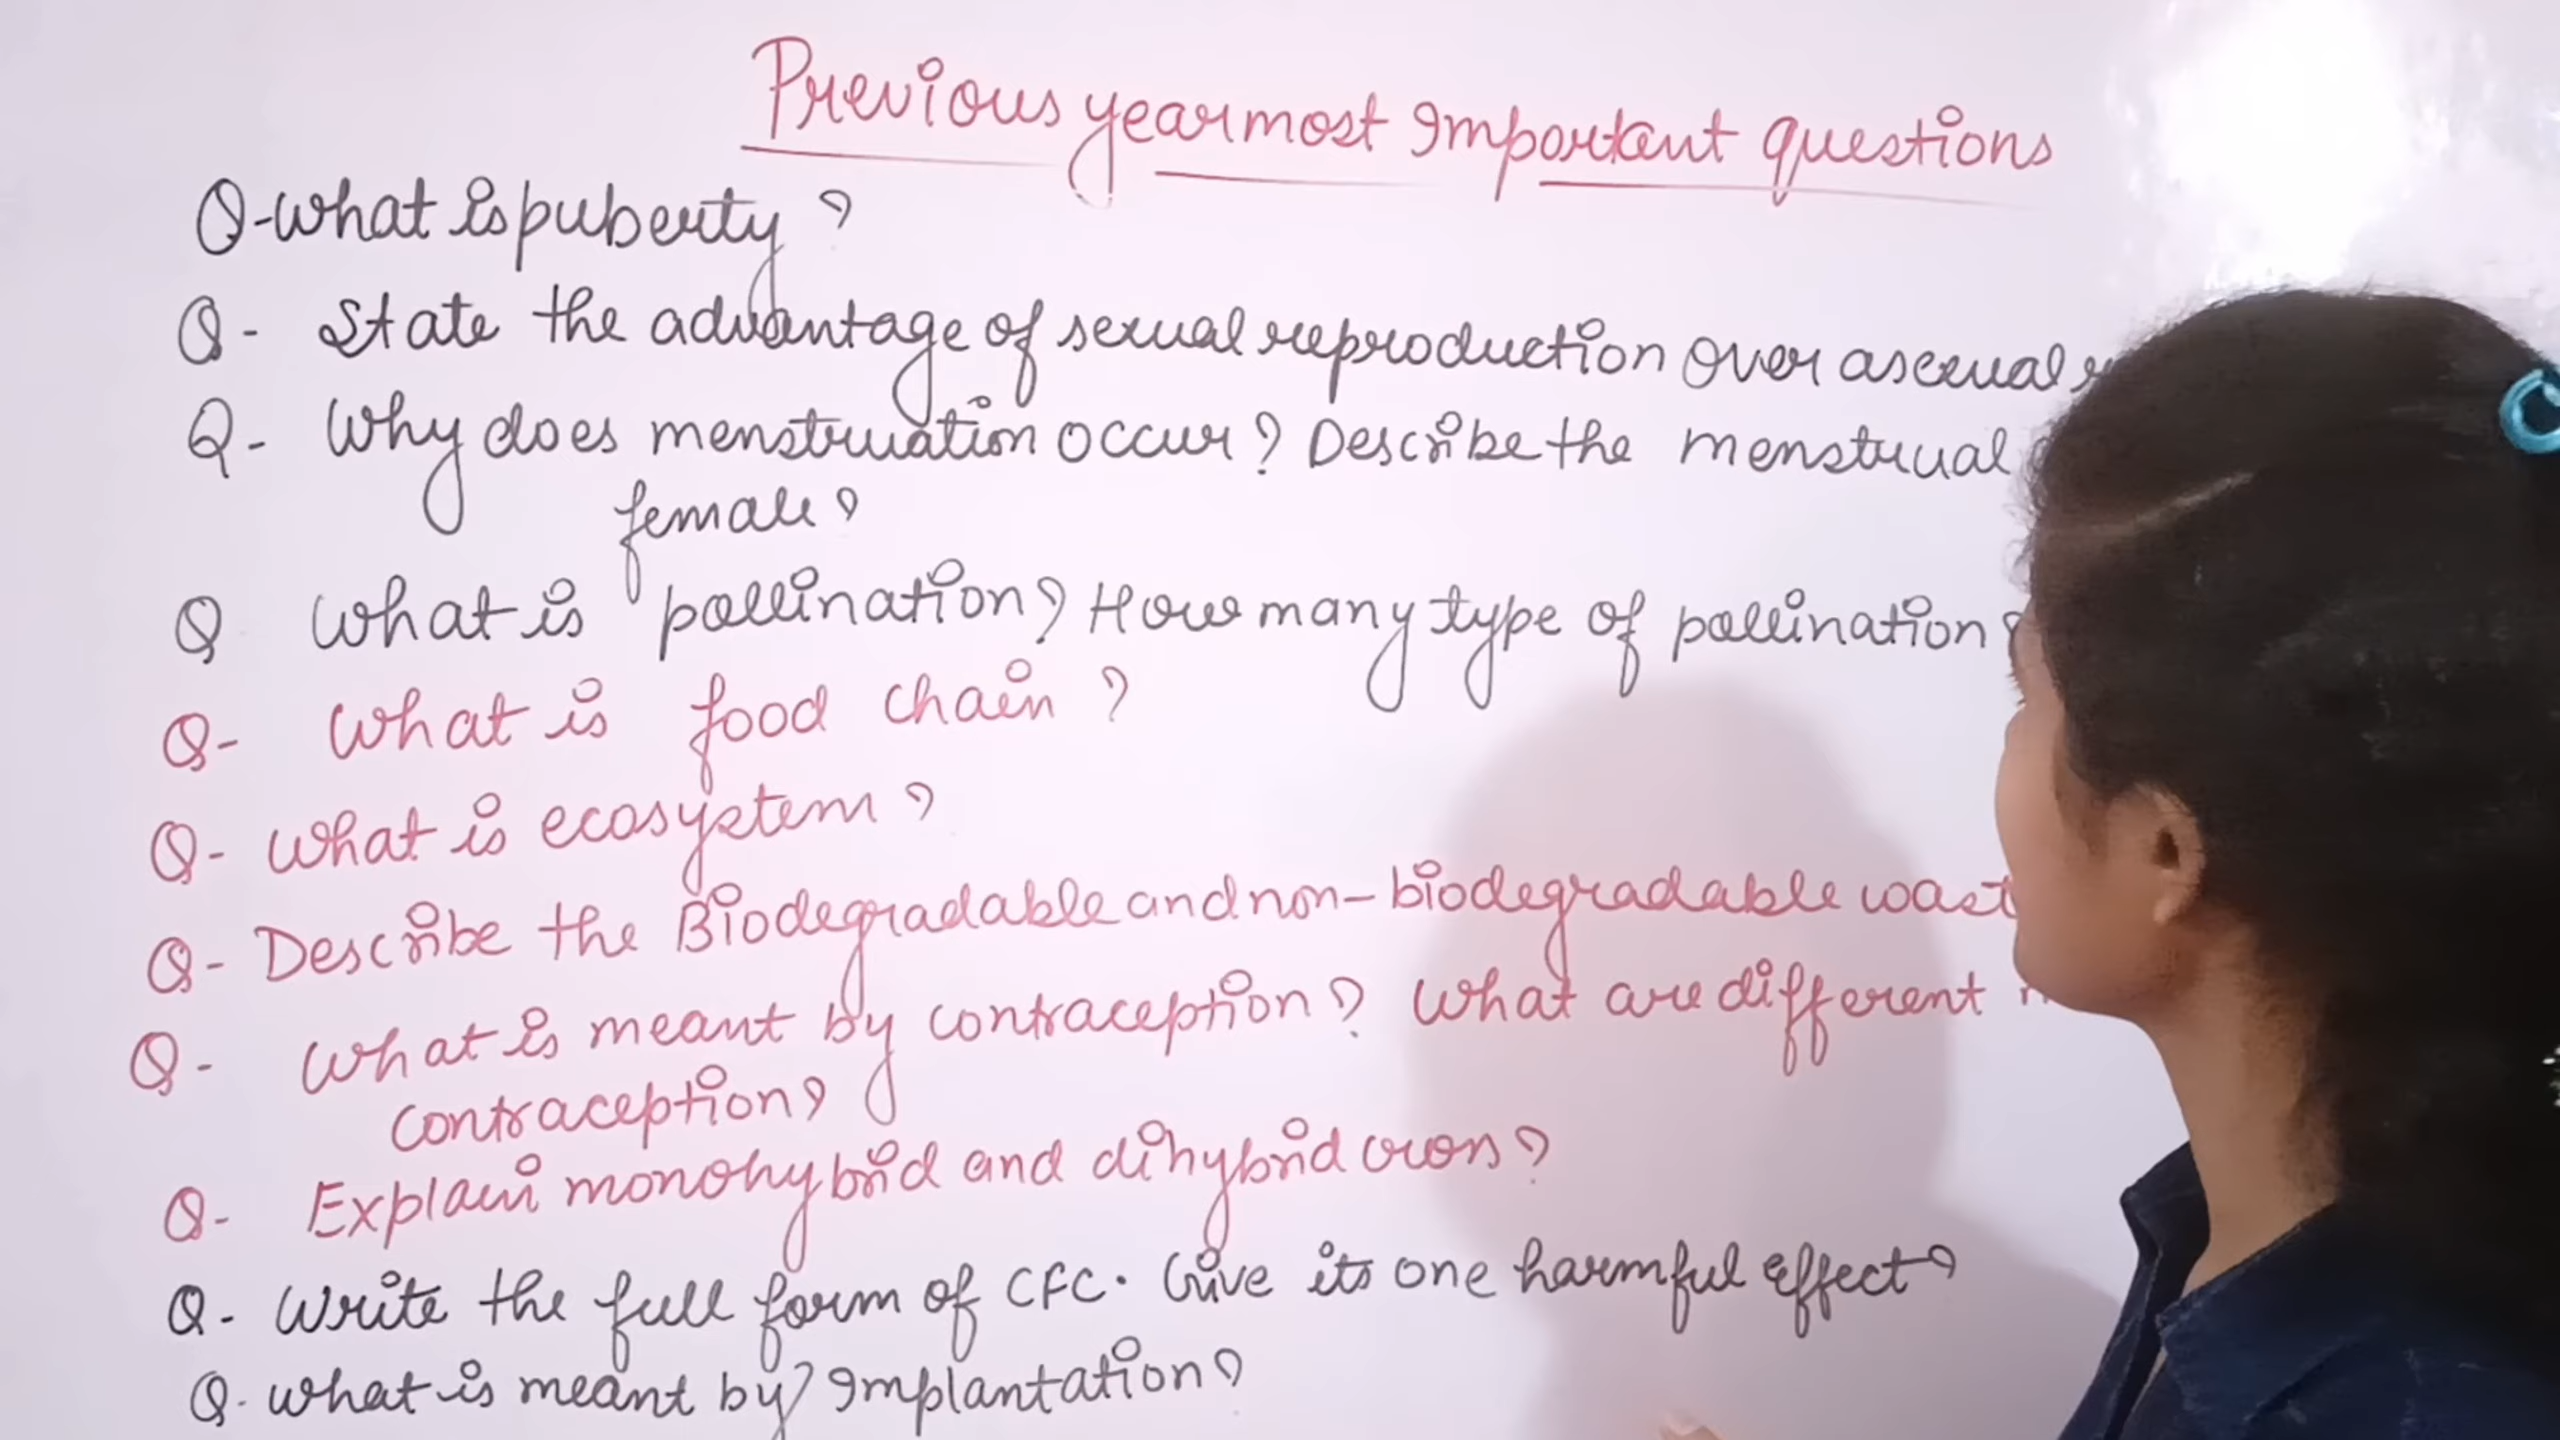 Previous year most Important questions
Q- what is puberty ?
Q- State the advantage of sexual reproduction over asexual
Q- Why does menstruation occur ? Describe the menstrual
female ?
Q What is pollination ? How many type of pollination
Q- What is food chain ?
Q- What is ecosystem ?
Q- Describe the Biodegradable and non-biodegradable
Q- What is meant by contraception ? What are different
contraception ?
Q- Explain monohybrid and dihybrid cross ?
Q- Write the full form of CFC. Give its one harmful effect ?
Q. what is meant by Implantation ?